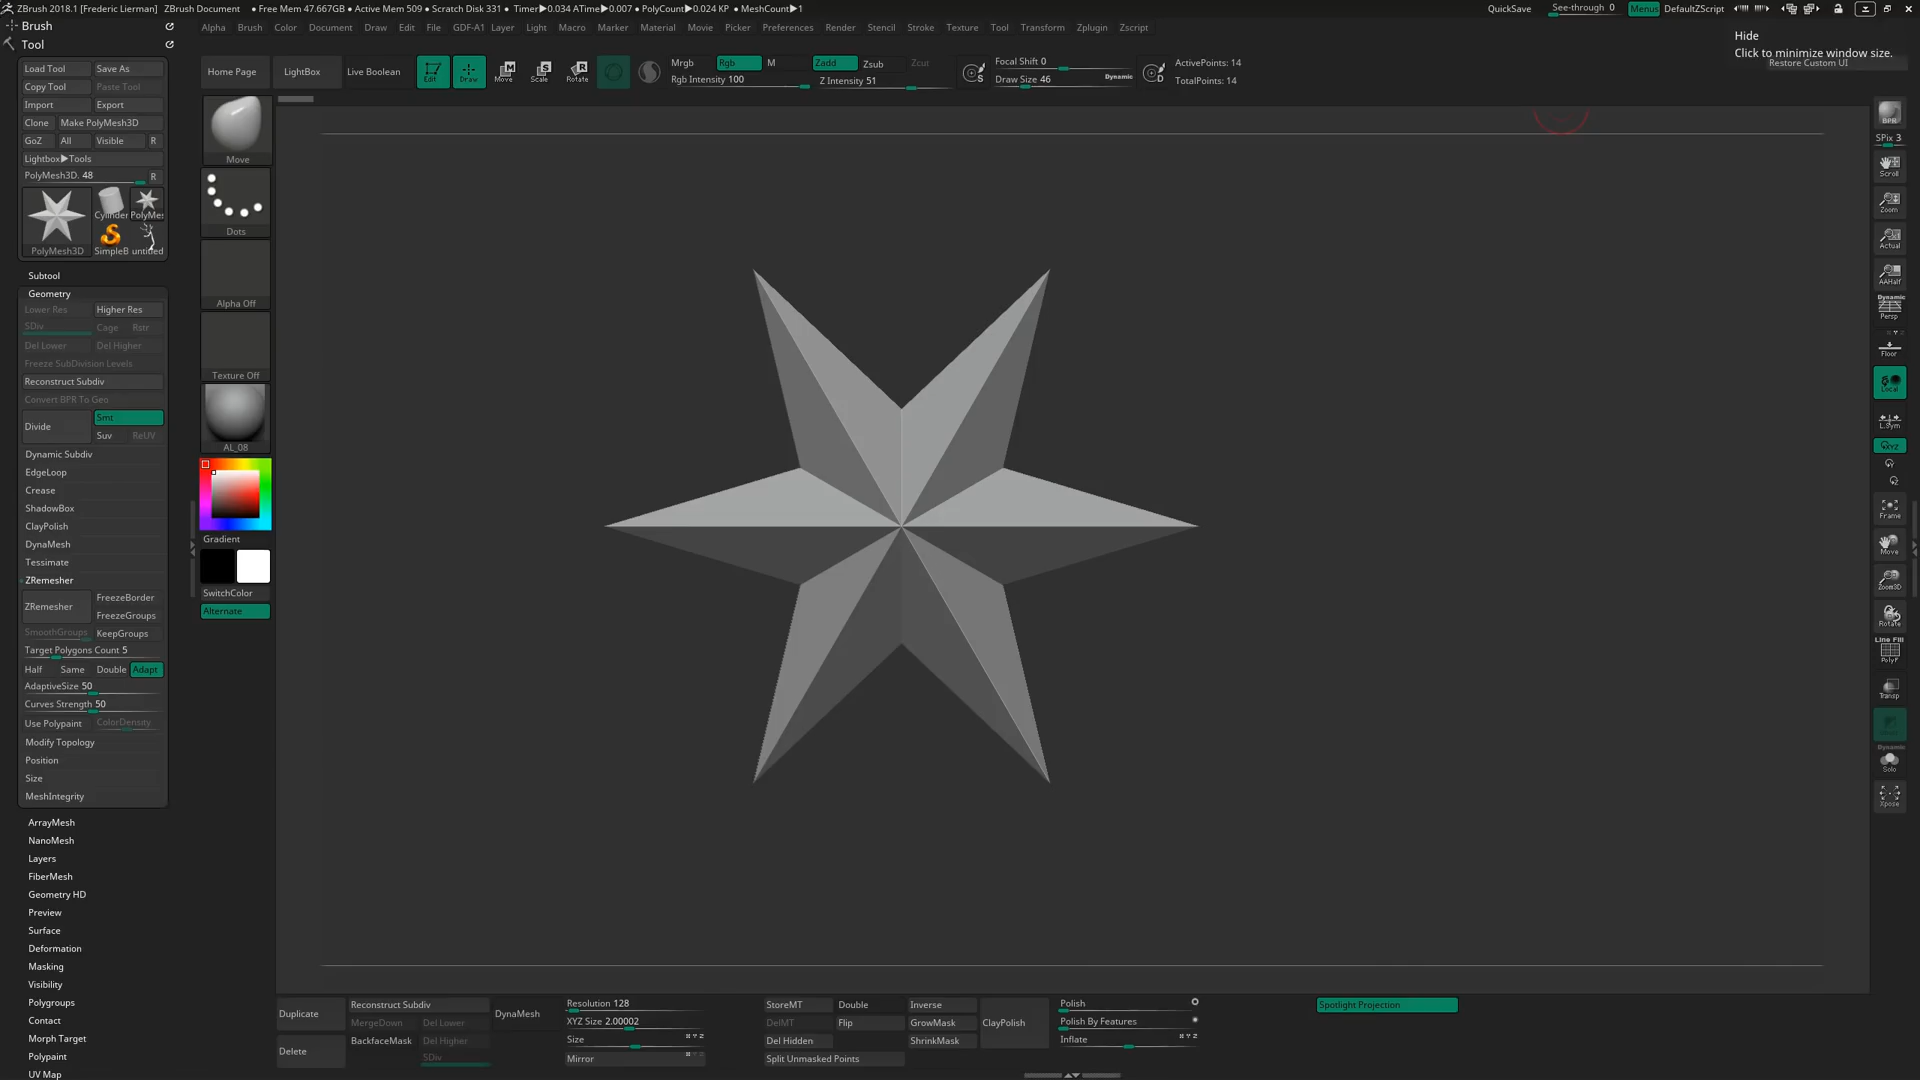 ZBrush 2018.1 [Frederic Lierman] ZBrush Document • Free Mem 47.667GB • Active Mem 509 • Scratch Disk 331 • Timer▶0.034 ATime▶0.007 • PolyCount▶0.024 KP • MeshCount▶1
QuickSave See-through 0 Menus DefaultZScript
Brush
Tool
Alpha Brush Color Document Draw Edit File GDF-A1 Layer Light Macro Marker Material Movie Picker Preferences Render Stencil Stroke Texture Tool Transform Zplugin Zscript
Hide
Click to minimize window size.
Restore Custom UI
Home Page LightBox Live Boolean Edit Draw Move Scale Rotate
Mrgb Rgb M Zadd Zsub Zcut
Rgb Intensity 100 Z Intensity 51
Focal Shift 0
Draw Size 46 Dynamic
ActivePoints: 14
TotalPoints: 14
Load Tool Save As
Copy Tool Paste Tool
Import Export
Clone Make PolyMesh3D
GoZ All Visible R
Lightbox▶Tools
PolyMesh3D. 48 R
Cylinder PolyMes
PolyMesh3D SimpleB untitled
Subtool
Geometry
Lower Res Higher Res
SDiv Cage Rstr
Del Lower Del Higher
Freeze SubDivision Levels
Reconstruct Subdiv
Convert BPR To Geo
Divide Smt
Suv ReUV
Dynamic Subdiv
EdgeLoop
Crease
ShadowBox
ClayPolish
DynaMesh
Tessimate
ZRemesher
ZRemesher FreezeBorder
FreezeGroups
SmoothGroups KeepGroups
Target Polygons Count 5
Half Same Double Adapt
AdaptiveSize 50
Curves Strength 50
Use Polypaint ColorDensity
Modify Topology
Position
Size
MeshIntegrity
ArrayMesh
NanoMesh
Layers
FiberMesh
Geometry HD
Preview
Surface
Deformation
Masking
Visibility
Polygroups
Contact
Morph Target
Polypaint
UV Map
Move
Dots
Alpha Off
Texture Off
AL_08
Gradient
SwitchColor
Alternate
BPR
SPix 3
Scroll
Zoom
Actual
AAHalf
Dynamic
Persp
Floor
Local
L.Sym
XYZ
Frame
Move
Zoom3D
Rotate
Line Fill
PolyF
Transp
Dynamic
Solo
Xpose
Duplicate
Delete
Reconstruct Subdiv
MergeDown Del Lower
BackfaceMask Del Higher
SDiv
DynaMesh
Resolution 128
XYZ Size 2.00002
Size
Mirror
StoreMT Double Inverse
DelMT Flip GrowMask
Del Hidden ShrinkMask
Split Unmasked Points
ClayPolish
Polish
Polish By Features
Inflate
Spotlight Projection